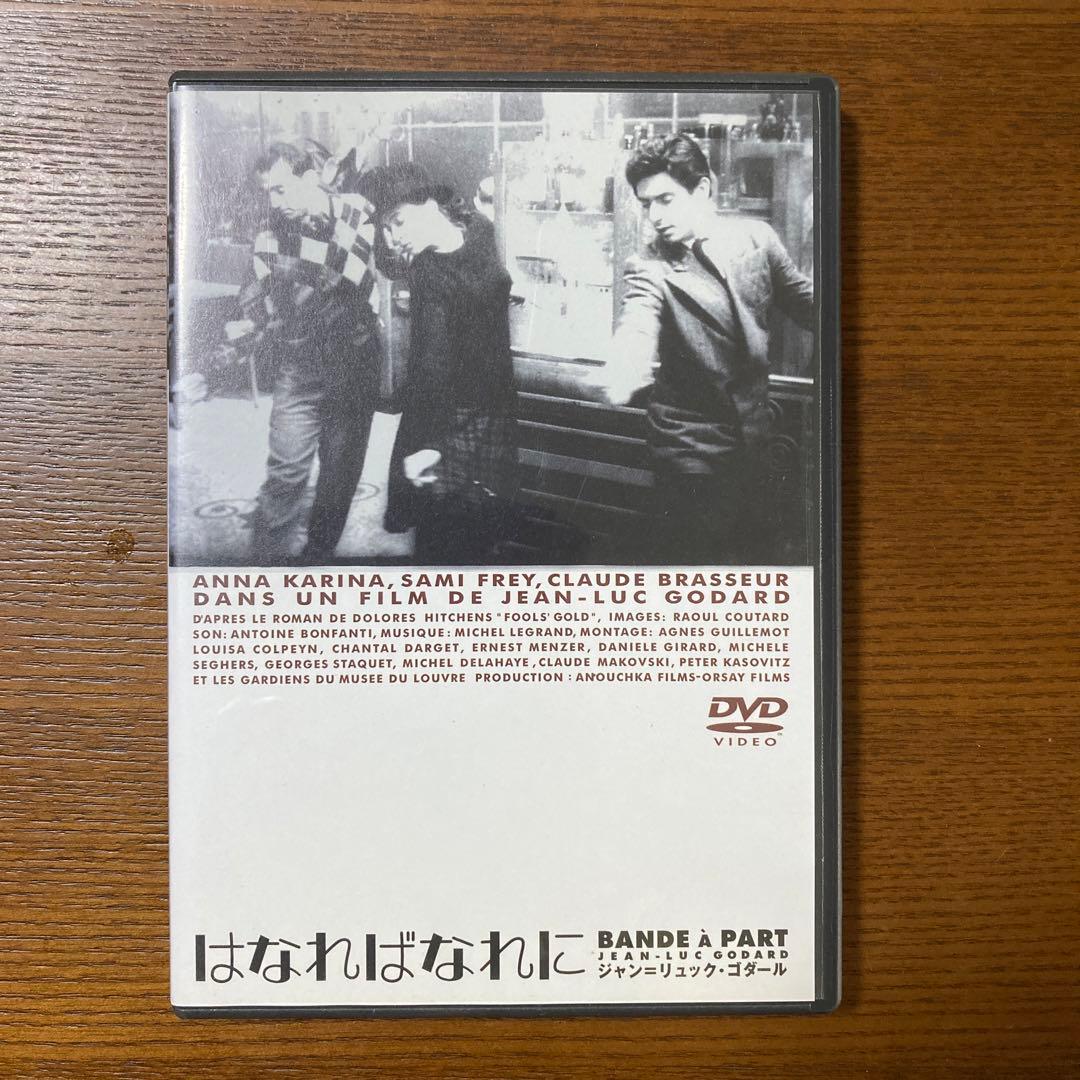 ANNA KARINA, SAMI FREY, CLAUDE BRASSEUR
DANS UN FILM DE JEAN-LUC GODARD
D'APRES LE ROMAN DE DOLORES HITCHENS "FOOLS' GOLD", IMAGES: RAOUL COUTARD
SON: ANTOINE BONFANTI, MUSIQUE: MICHEL LEGRAND, MONTAGE: AGNES GUILLEMOT
LOUISA COLPEYN, CHANTAL DARGET, ERNEST MENZER, DANIELE GIRARD, MICHELE
SEGHERS, GEORGES STAQUET, MICHEL DELAHAYE, CLAUDE MAKOVSKI, PETER KASOVITZ
ET LES GARDIENS DU MUSEE DU LOUVRE PRODUCTION : ANOUCHKA FILMS-ORSAY FILMS
DVD
VIDEO™
はなればなれに
BANDE À PART
JEAN-LUC GODARD
ジャン=リュック・ゴダール